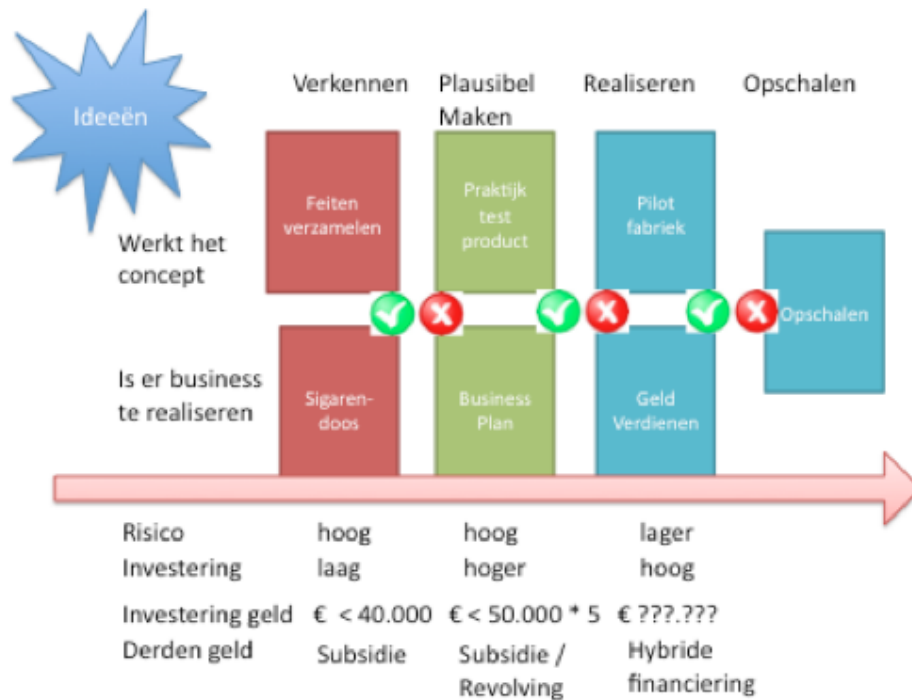 Ideeën
Verkennen
Plausibel
Maken
Realiseren
Opschalen
Werkt het
concept
Feiten
verzamelen
Praktijk
test
product
Pilot
fabriek
Opschalen
Is er business
te realiseren
Sigaren-
doos
Business
Plan
Geld
Verdienen
Risico hoog hoog lager
Investering laag hoger hoog
Investering geld € < 40.000 € < 50.000 * 5 € ???.???
Derden geld Subsidie Subsidie / Hybride
Revolving financiering